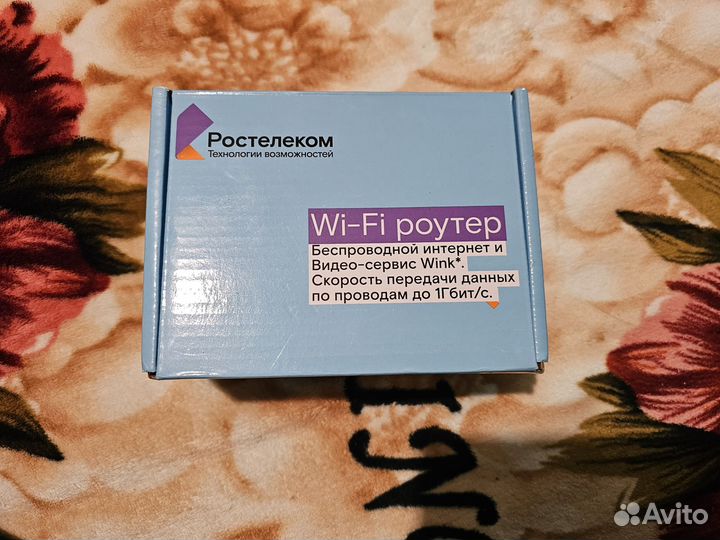 Ростелеком
Технологии возможностей
Wi-Fi роутер
Беспроводной интернет и
Видео-сервис Wink*.
Скорость передачи данных
по проводам до 1Гбит/с.
Avito